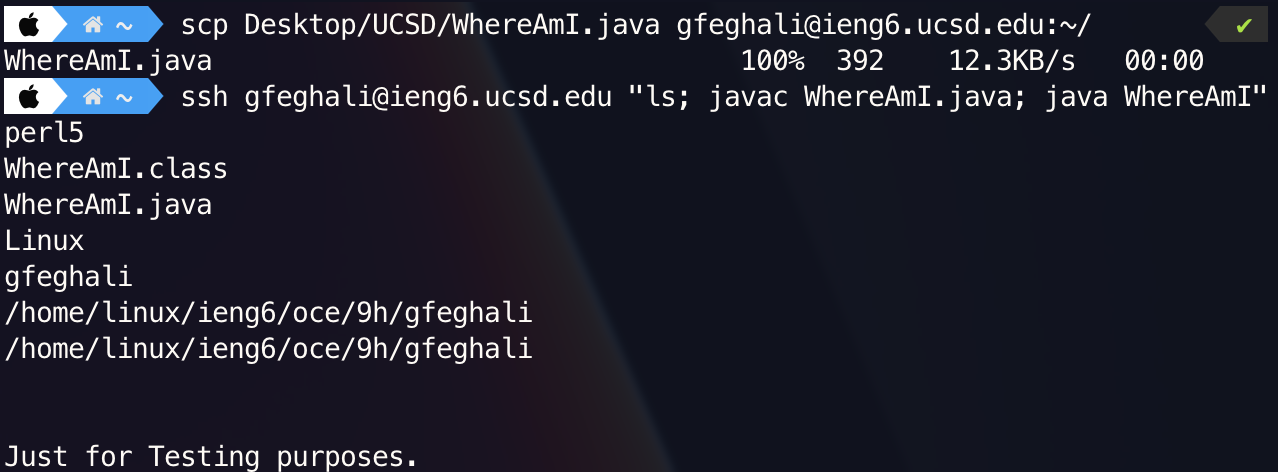 ~ scp Desktop/UCSD/WhereAmI.java gfeghali@ieng6.ucsd.edu:~/ ✔
WhereAmI.java 100% 392 12.3KB/s 00:00
~ ssh gfeghali@ieng6.ucsd.edu "ls; javac WhereAmI.java; java WhereAmI"
perl5
WhereAmI.class
WhereAmI.java
Linux
gfeghali
/home/linux/ieng6/oce/9h/gfeghali
/home/linux/ieng6/oce/9h/gfeghali
Just for Testing purposes.